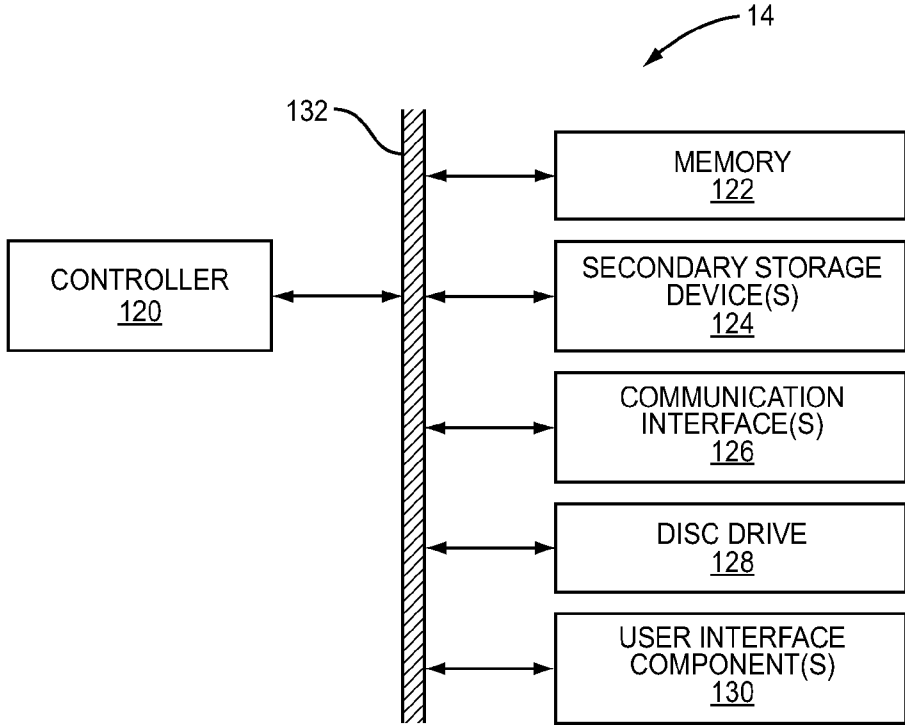 14
132
MEMORY
122
CONTROLLER
120
SECONDARY STORAGE
DEVICE(S)
124
COMMUNICATION
INTERFACE(S)
126
DISC DRIVE
128
USER INTERFACE
COMPONENT(S)
130